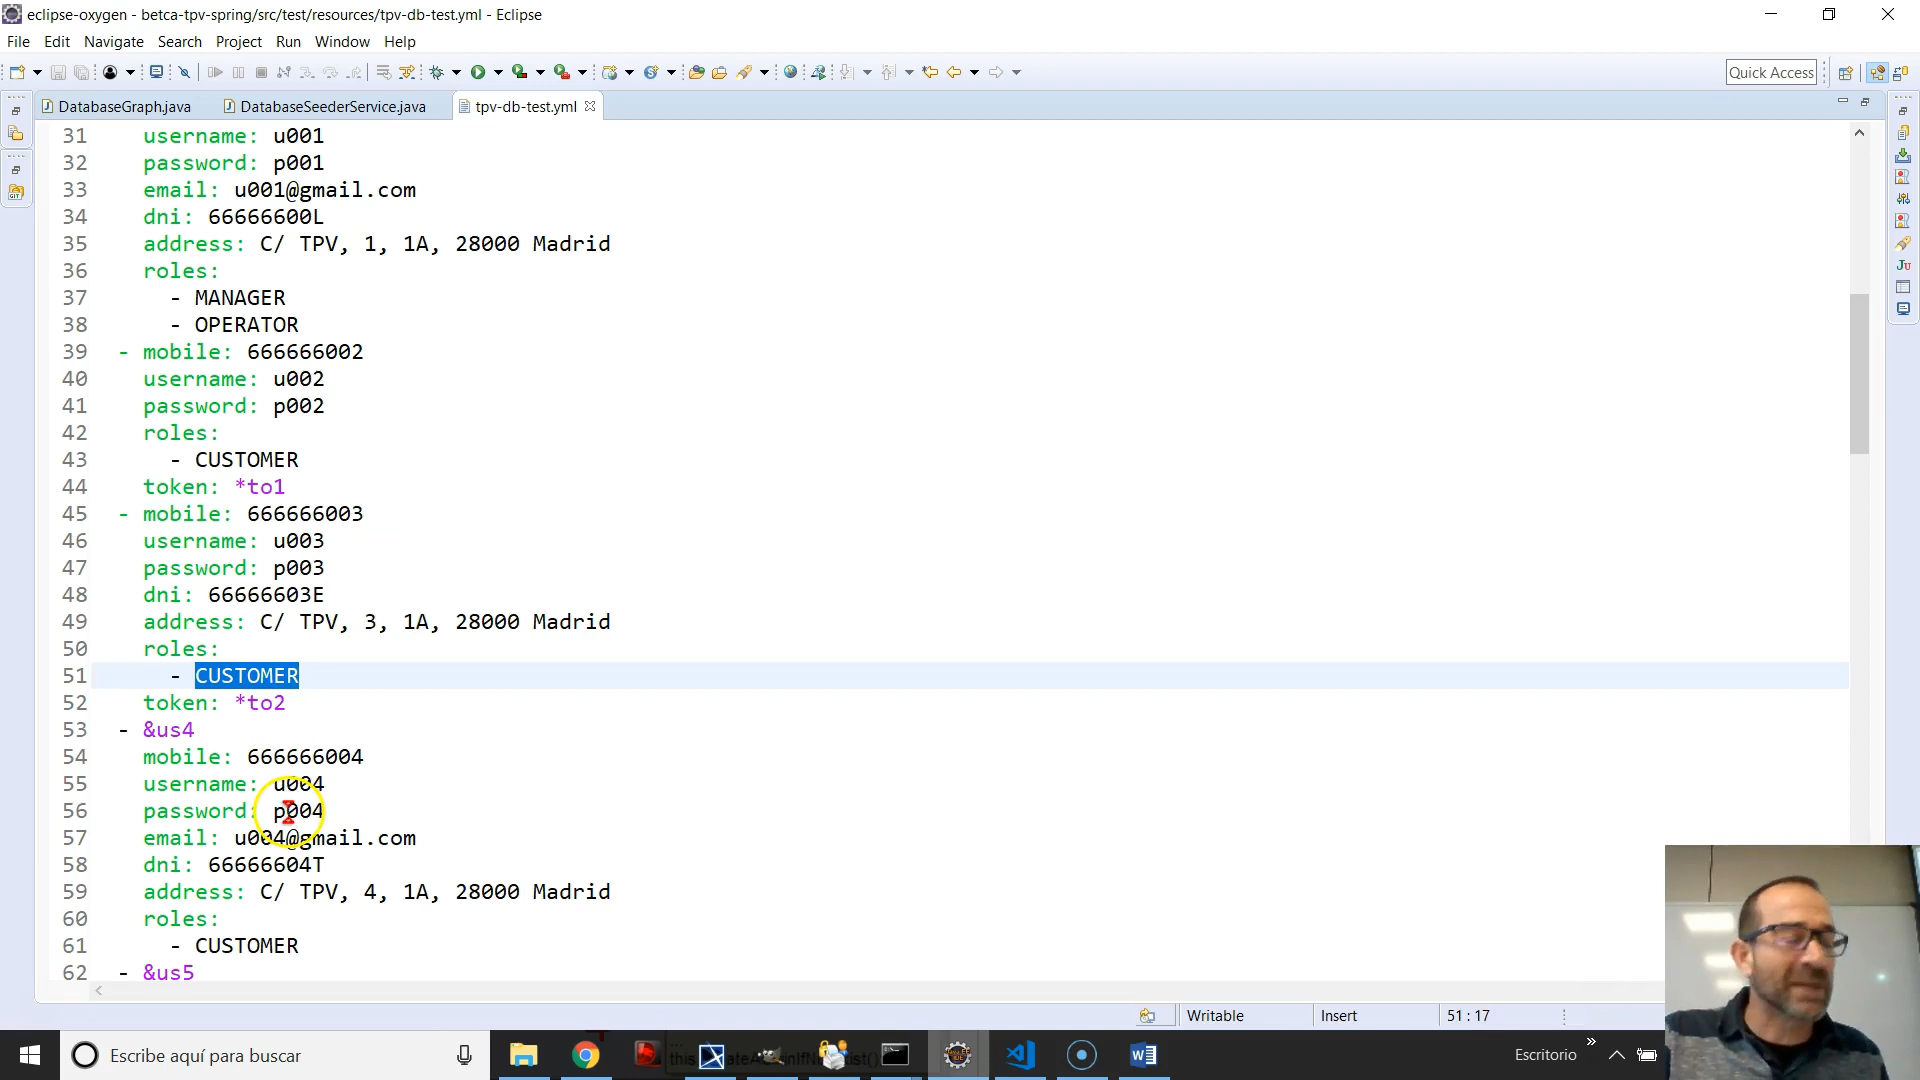 eclipse-oxygen - betca-tpv-spring/src/test/resources/tpv-db-test.yml - Eclipse
File Edit Navigate Search Project Run Window Help
Quick Access
DatabaseGraph.java DatabaseSeederService.java tpv-db-test.yml
31 username: u001
32 password: p001
33 email: u001@gmail.com
34 dni: 66666600L
35 address: C/ TPV, 1, 1A, 28000 Madrid
36 roles:
37 - MANAGER
38 - OPERATOR
39 - mobile: 666666002
40 username: u002
41 password: p002
42 roles:
43 - CUSTOMER
44 token: *to1
45 - mobile: 666666003
46 username: u003
47 password: p003
48 dni: 66666603E
49 address: C/ TPV, 3, 1A, 28000 Madrid
50 roles:
51 - CUSTOMER
52 token: *to2
53 - &us4
54 mobile: 666666004
55 username: u004
56 password: p004
57 email: u004@gmail.com
58 dni: 66666604T
59 address: C/ TPV, 4, 1A, 28000 Madrid
60 roles:
61 - CUSTOMER
62 - &us5
Writable Insert 51 : 17
Escribe aquí para buscar
Escritorio